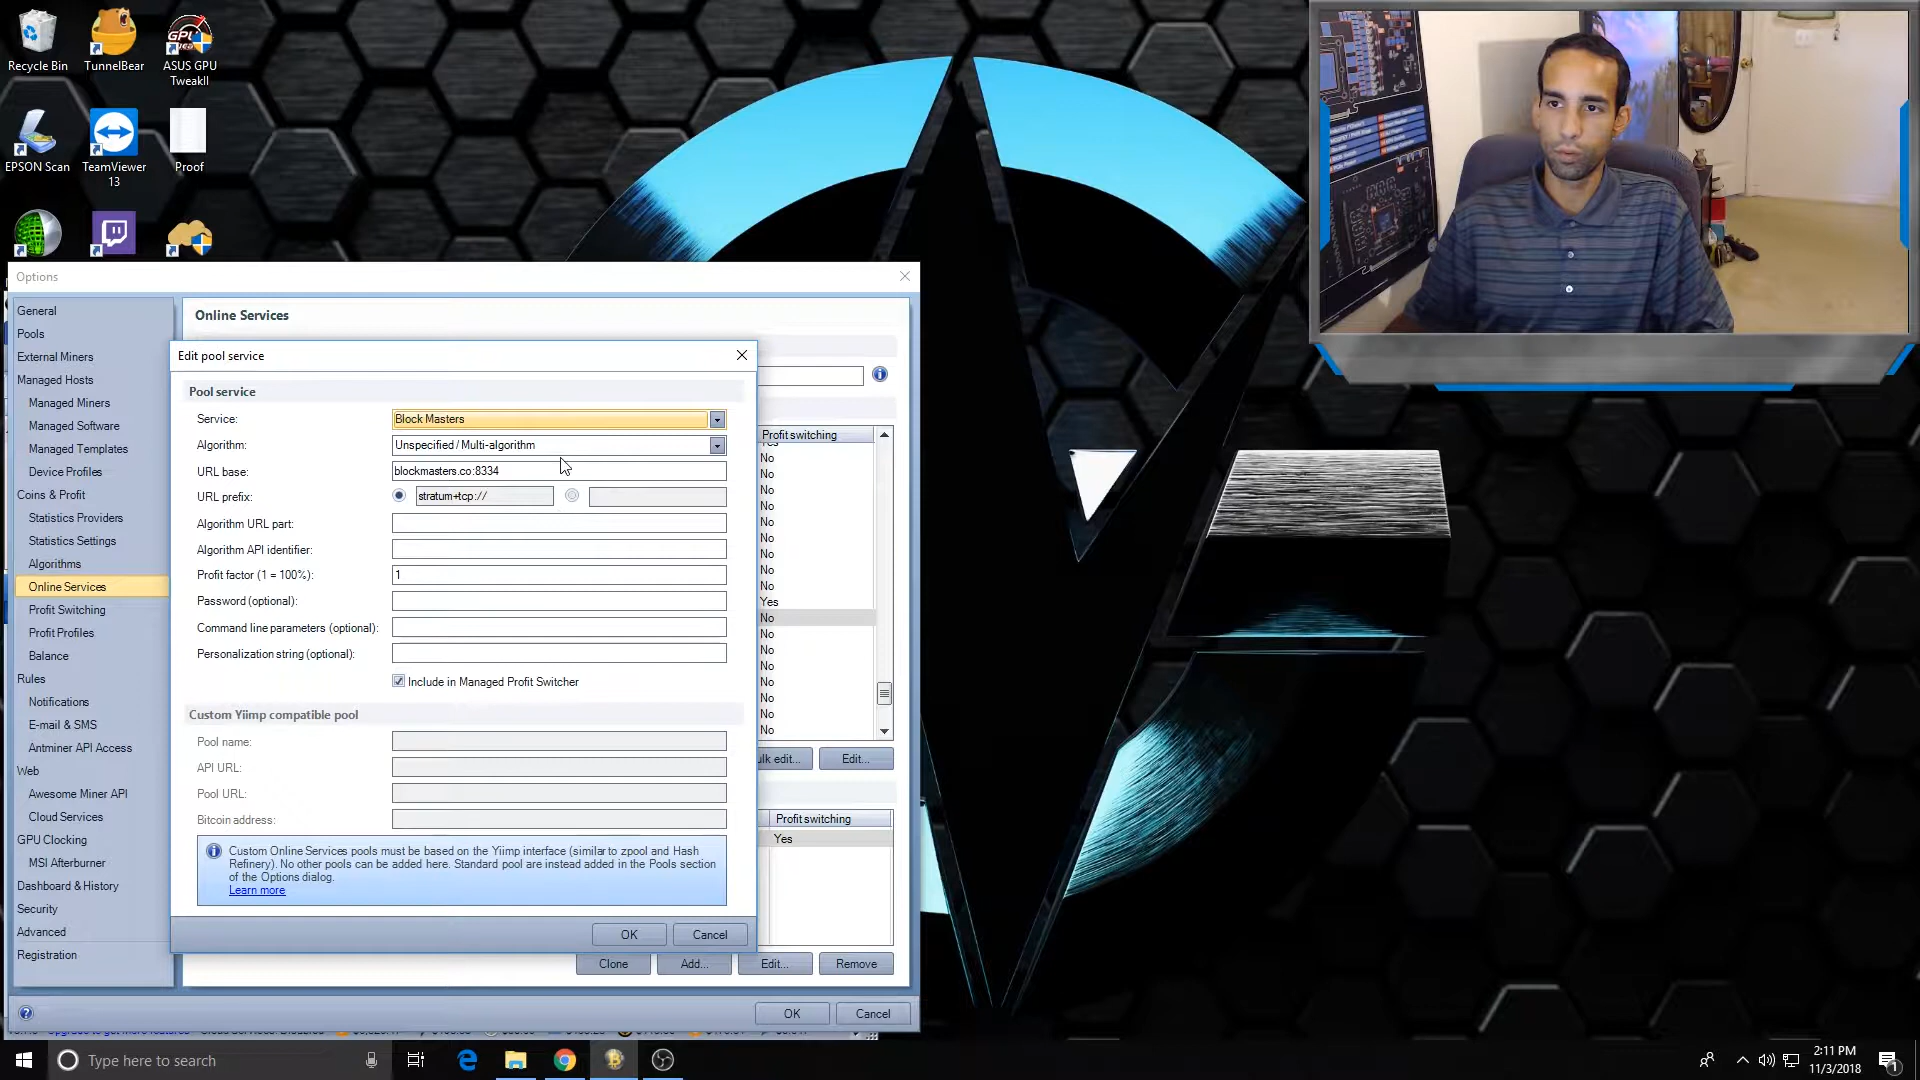 Recycle Bin
TunnelBear
ASUS GPU
TweakII
EPSON Scan
TeamViewer
13
Proof
Options
General
Pools
External Miners
Managed Hosts
Managed Miners
Managed Software
Managed Templates
Device Profiles
Coins & Profit
Statistics Providers
Statistics Settings
Algorithms
Online Services
Profit Switching
Profit Profiles
Balance
Rules
Notifications
E-mail & SMS
Antminer API Access
Web
Awesome Miner API
Cloud Services
GPU Clocking
MSI Afterburner
Dashboard & History
Security
Advanced
Registration
Online Services
Edit pool service
Pool service
Service:
Block Masters
Algorithm:
Unspecified / Multi-algorithm
URL base:
blockmasters.co:8334
URL prefix:
stratum+tcp://
Algorithm URL part:
Algorithm API identifier:
Profit factor (1 = 100%):
1
Password (optional):
Command line parameters (optional):
Personalization string (optional):
Include in Managed Profit Switcher
Custom Yiimp compatible pool
Pool name:
API URL:
Pool URL:
Bitcoin address:
Custom Online Services pools must be based on the Yiimp interface (similar to zpool and Hash
Refinery). No other pools can be added here. Standard pool are instead added in the Pools section
of the Options dialog.
Learn more
OK
Cancel
Profit switching
Yes
No
No
No
No
No
No
No
No
No
Yes
No
No
No
No
No
No
No
No
ulk edit...
Edit...
Profit switching
Yes
Clone
Add...
Edit...
Remove
OK
Cancel
Type here to search
2:11 PM
11/3/2018